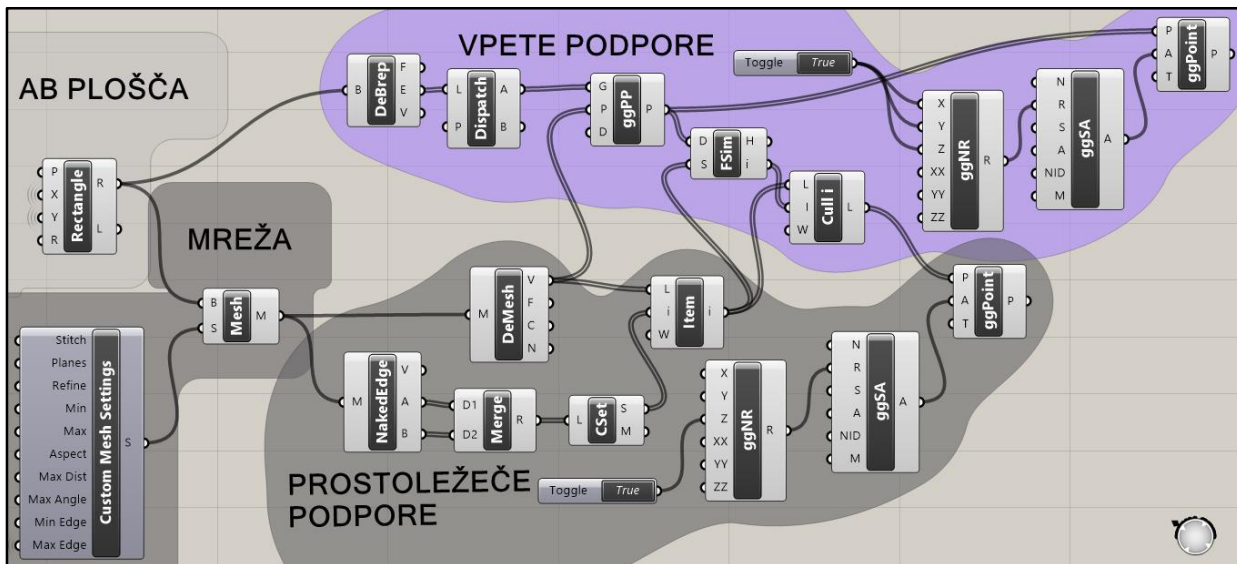 AB PLOŠČA
P
X
Y
R
Rectangle
R
L
MREŽA
B
S
Mesh
M
Stitch
Planes
Refine
Min
Max
Aspect
Max Dist
Max Angle
Min Edge
Max Edge
Custom Mesh Settings
S
VPETE PODPORE
B
DeBrep
F
E
V
L
P
Dispatch
A
B
G
P
D
ggPP
P
D
S
FSim
H
i
L
I
W
Cull i
L
Toggle True
X
Y
Z
XX
YY
ZZ
ggNR
R
N
R
S
A
NID
M
ggSA
A
P
A
T
ggPoint
P
M
DeMesh
V
F
C
N
L
i
W
Item
i
M
NakedEdge
V
A
B
D1
D2
Merge
R
L
CSet
S
M
PROSTOLEŽEČE
PODPORE
Toggle True
X
Y
Z
XX
YY
ZZ
ggNR
R
N
R
S
A
NID
M
ggSA
A
P
A
T
ggPoint
P